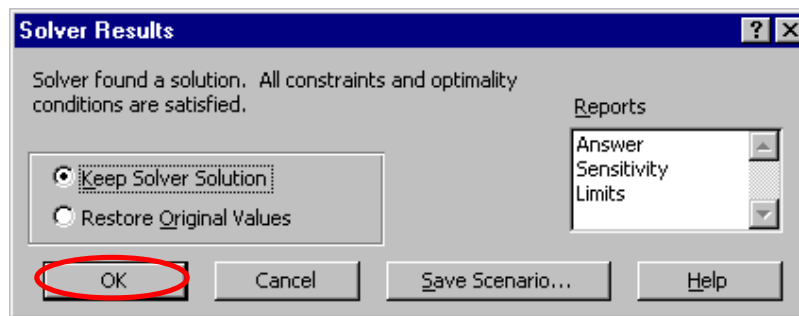 Solver Results
Solver found a solution. All constraints and optimality
conditions are satisfied.
Reports
Answer
Sensitivity
Limits
Keep Solver Solution
Restore Original Values
OK
Cancel
Save Scenario...
Help